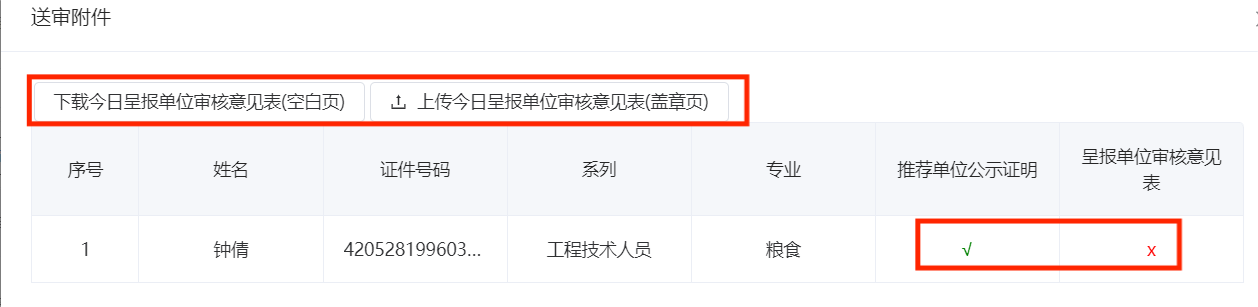 送审附件
下载今日呈报单位审核意见表(空白页) 上传今日呈报单位审核意见表(盖章页)
序号 姓名 证件号码 系列 专业 推荐单位公示证明 呈报单位审核意见
表
1 钟倩 420528199603... 工程技术人员 粮食 √ x